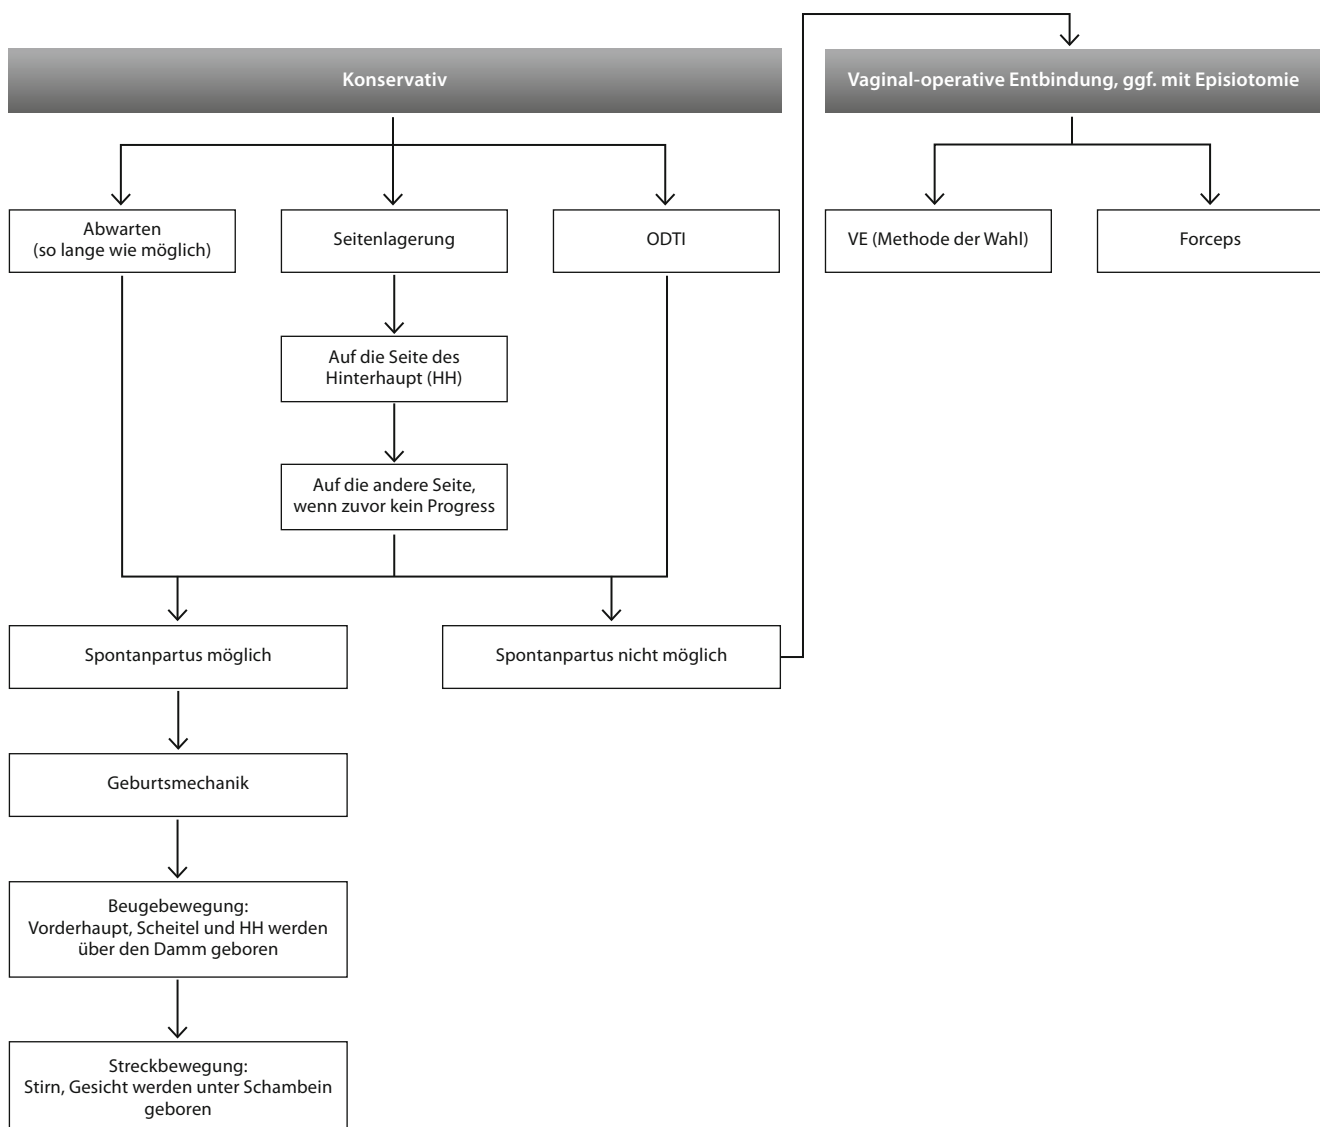 Konservativ
Vaginal-operative Entbindung, ggf. mit Episiotomie
Abwarten
(so lange wie möglich)
Seitenlagerung
ODTI
VE (Methode der Wahl)
Forceps
Auf die Seite des
Hinterhaupt (HH)
Auf die andere Seite,
wenn zuvor kein Progress
Spontanpartus möglich
Spontanpartus nicht möglich
Geburtsmechanik
Beugebewegung:
Vorderhaupt, Scheitel und HH werden
über den Damm geboren
Streckbewegung:
Stirn, Gesicht werden unter Schambein
geboren